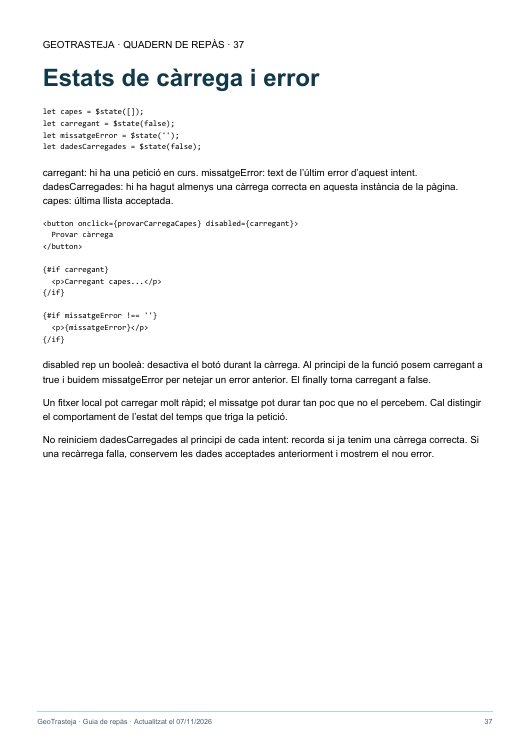 GEOTRASTEJA · QUADERN DE REPÀS · 37
Estats de càrrega i error
let capes = $state([]);
let carregant = $state(false);
let missatgeError = $state('');
let dadesCarregades = $state(false);
carregant: hi ha una petició en curs. missatgeError: text de l'últim error d'aquest intent.
dadesCarregades: hi ha hagut almenys una càrrega correcta en aquesta instància de la pàgina.
capes: última llista acceptada.
<button onclick={provarCarregaCapes} disabled={carregant}>
  Provar càrrega
</button>
{#if carregant}
  <p>Carregant capes...</p>
{/if}
{#if missatgeError !== ''}
  <p>{missatgeError}</p>
{/if}
disabled rep un booleà: desactiva el botó durant la càrrega. Al principi de la funció posem carregant a
true i buidem missatgeError per netejar un error anterior. El finally torna carregant a false.
Un fitxer local pot carregar molt ràpid; el missatge pot durar tan poc que no el percebem. Cal distingir
el comportament de l'estat del temps que triga la petició.
No reiniciem dadesCarregades al principi de cada intent: recorda si ja tenim una càrrega correcta. Si
una recàrrega falla, conservem les dades acceptades anteriorment i mostrem el nou error.
GeoTrasteja · Guia de repàs · Actualitzat el 07/11/2026
37